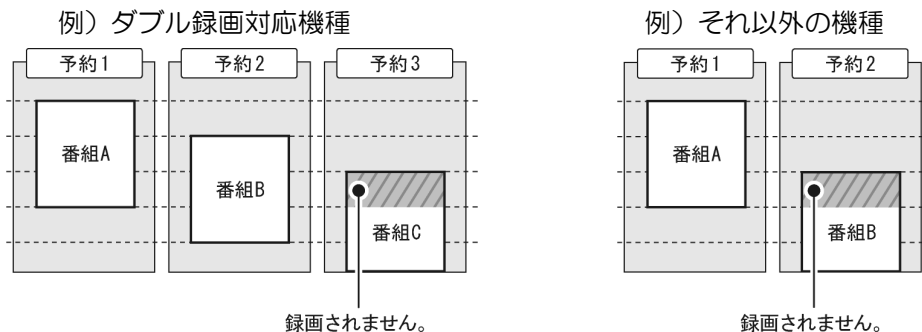 例）ダブル録画対応機種
予約1
予約2
予約3
番組A
番組B
番組C
録画されません。
例）それ以外の機種
予約1
予約2
番組A
番組B
録画されません。